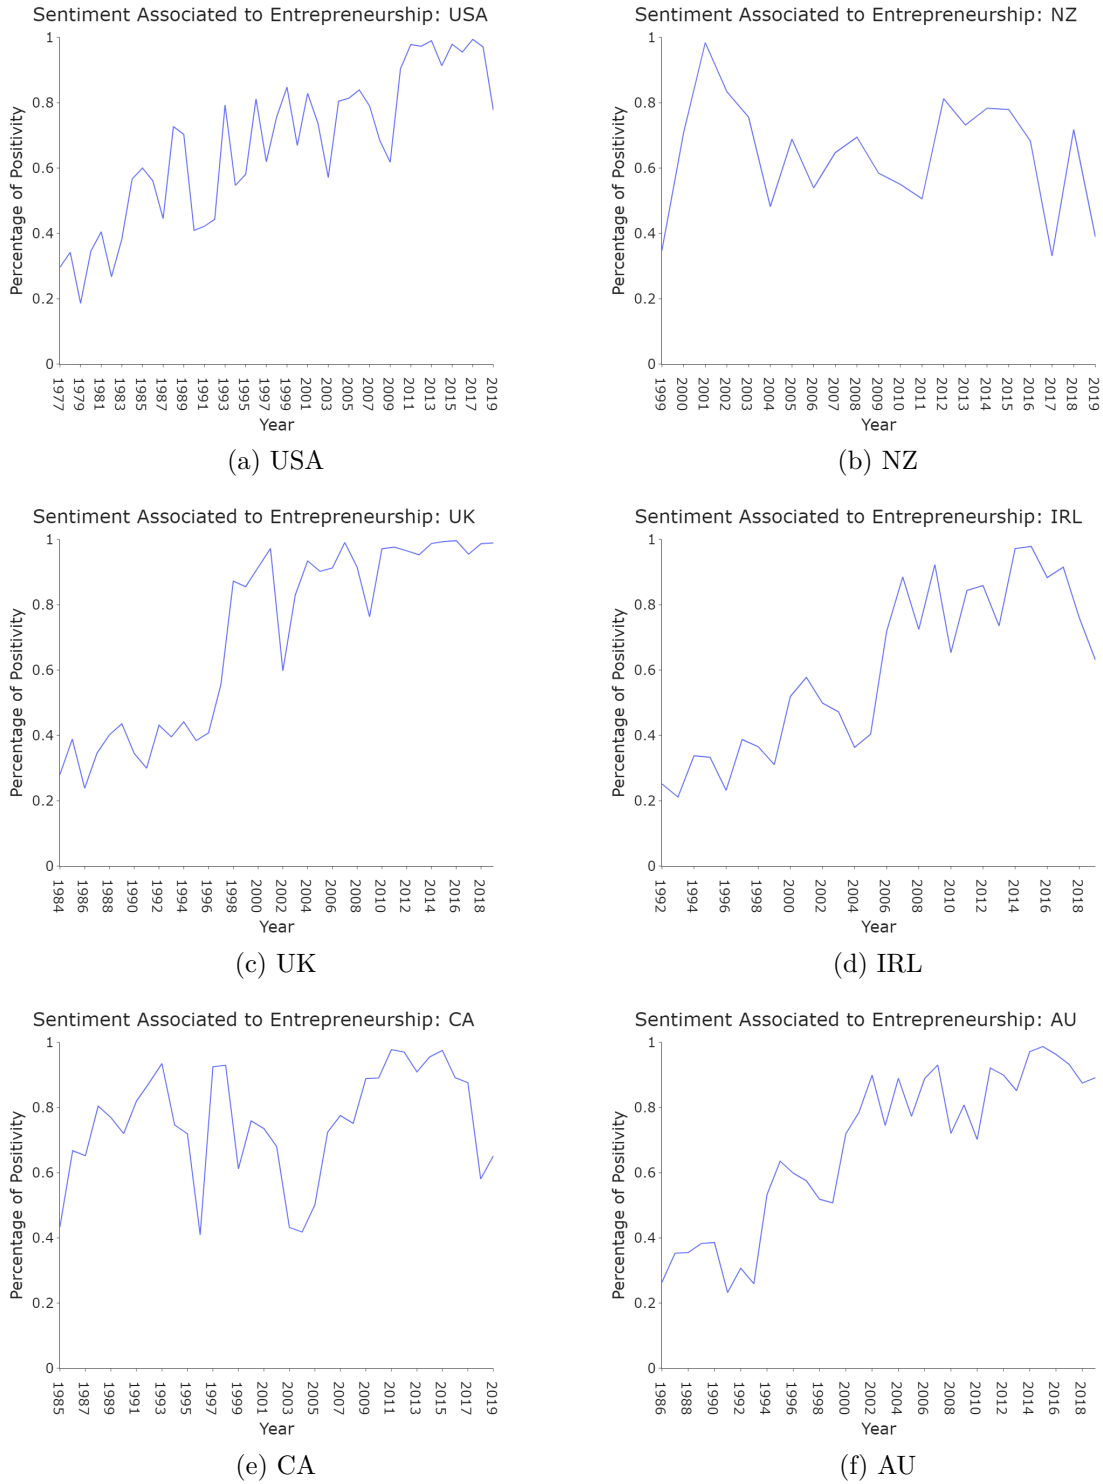 Sentiment Associated to Entrepreneurship: USA
Percentage of Positivity
1
0.8
0.6
0.4
0.2
0
1977 1979 1981 1983 1985 1987 1989 1991 1993 1995 1997 1999 2001 2003 2005 2007 2009 2011 2013 2015 2017 2019
Year
(a) USA
Sentiment Associated to Entrepreneurship: NZ
Percentage of Positivity
1
0.8
0.6
0.4
0.2
0
1999 2000 2001 2002 2003 2004 2005 2006 2007 2008 2009 2010 2011 2012 2013 2014 2015 2016 2017 2018 2019
Year
(b) NZ
Sentiment Associated to Entrepreneurship: UK
Percentage of Positivity
1
0.8
0.6
0.4
0.2
0
1984 1986 1988 1990 1992 1994 1996 1998 2000 2002 2004 2006 2008 2010 2012 2014 2016 2018
Year
(c) UK
Sentiment Associated to Entrepreneurship: IRL
Percentage of Positivity
1
0.8
0.6
0.4
0.2
0
1992 1994 1996 1998 2000 2002 2004 2006 2008 2010 2012 2014 2016 2018
Year
(d) IRL
Sentiment Associated to Entrepreneurship: CA
Percentage of Positivity
1
0.8
0.6
0.4
0.2
0
1985 1987 1989 1991 1993 1995 1997 1999 2001 2003 2005 2007 2009 2011 2013 2015 2017 2019
Year
(e) CA
Sentiment Associated to Entrepreneurship: AU
Percentage of Positivity
1
0.8
0.6
0.4
0.2
0
1986 1988 1990 1992 1994 1996 1998 2000 2002 2004 2006 2008 2010 2012 2014 2016 2018
Year
(f) AU